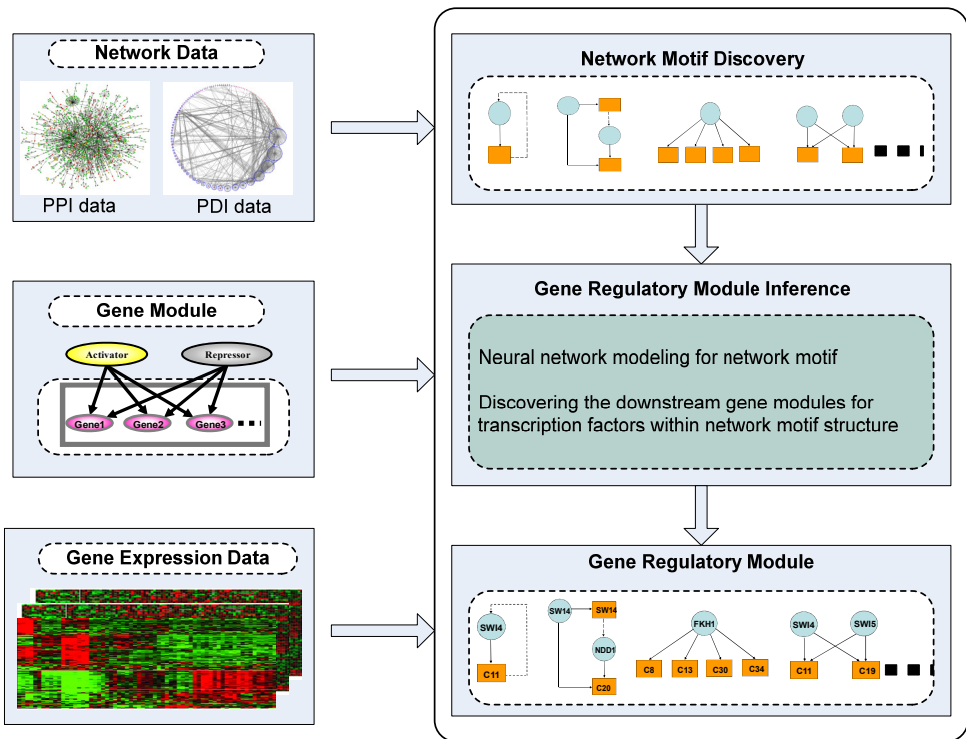 Network Data
PPI data
PDI data
Gene Module
Activator
Repressor
Gene1
Gene2
Gene3
Gene Expression Data
Network Motif Discovery
Gene Regulatory Module Inference
Neural network modeling for network motif
Discovering the downstream gene modules for
transcription factors within network motif structure
Gene Regulatory Module
SWI4
C11
SW14
SW14
NDD1
C20
FKH1
C8
C13
C30
C34
SWI4
SWI5
C11
C19